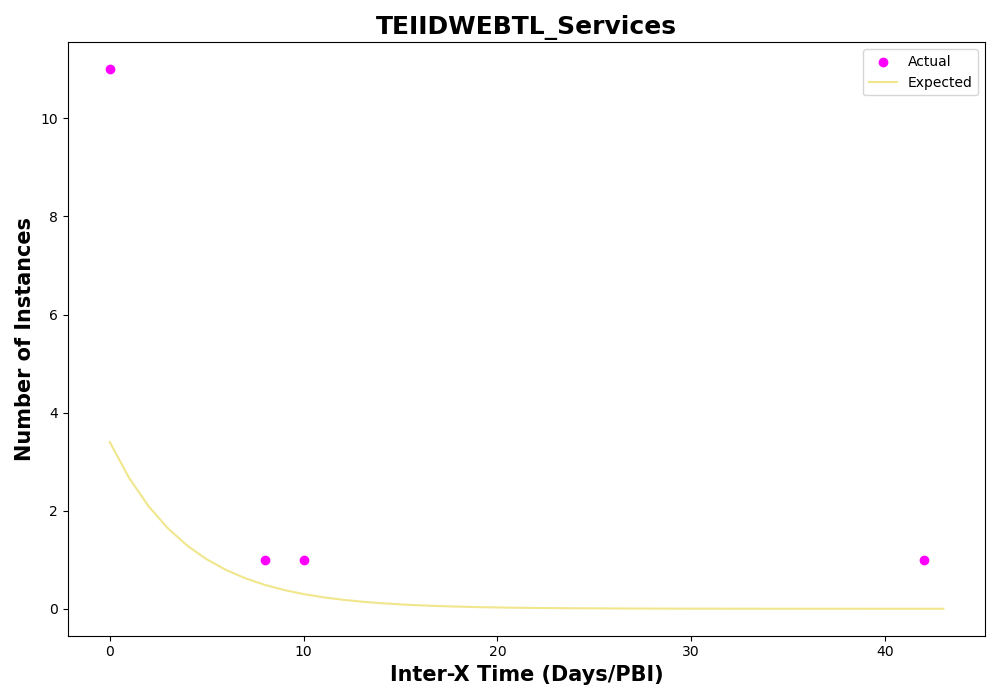 TEIIDWEBTL_Services
Actual
Expected
Number of Instances
10
8
6
4
2
0
0
10
20
30
40
Inter-X Time (Days/PBI)